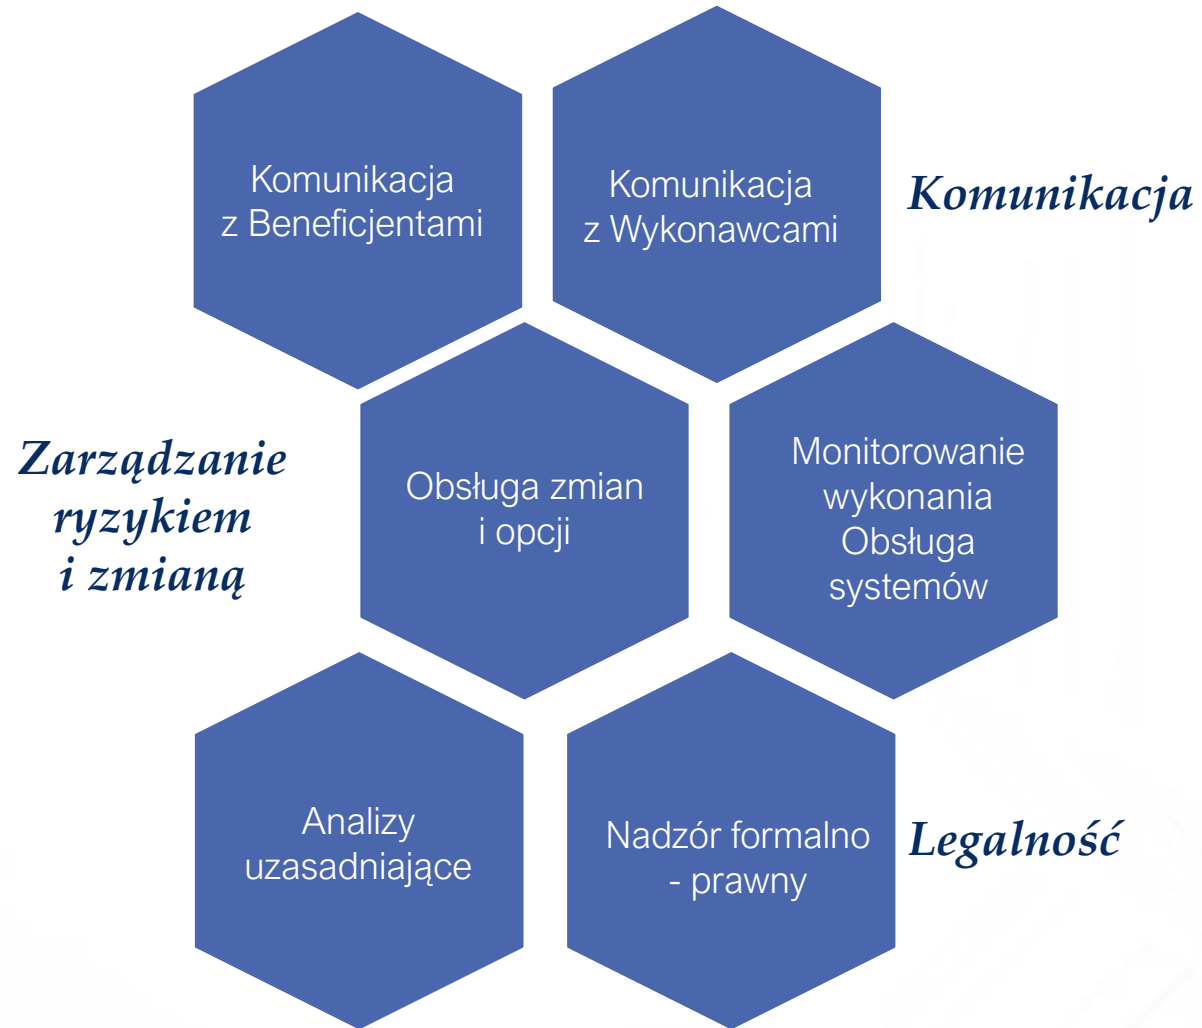 Komunikacja
z Beneficjentami
Komunikacja
z Wykonawcami
Komunikacja
Zarządzanie
ryzykiem
i zmianą
Obsługa zmian
i opcji
Monitorowanie
wykonania
Obsługa
systemów
Analizy
uzasadniające
Nadzór formalno
- prawny
Legalność